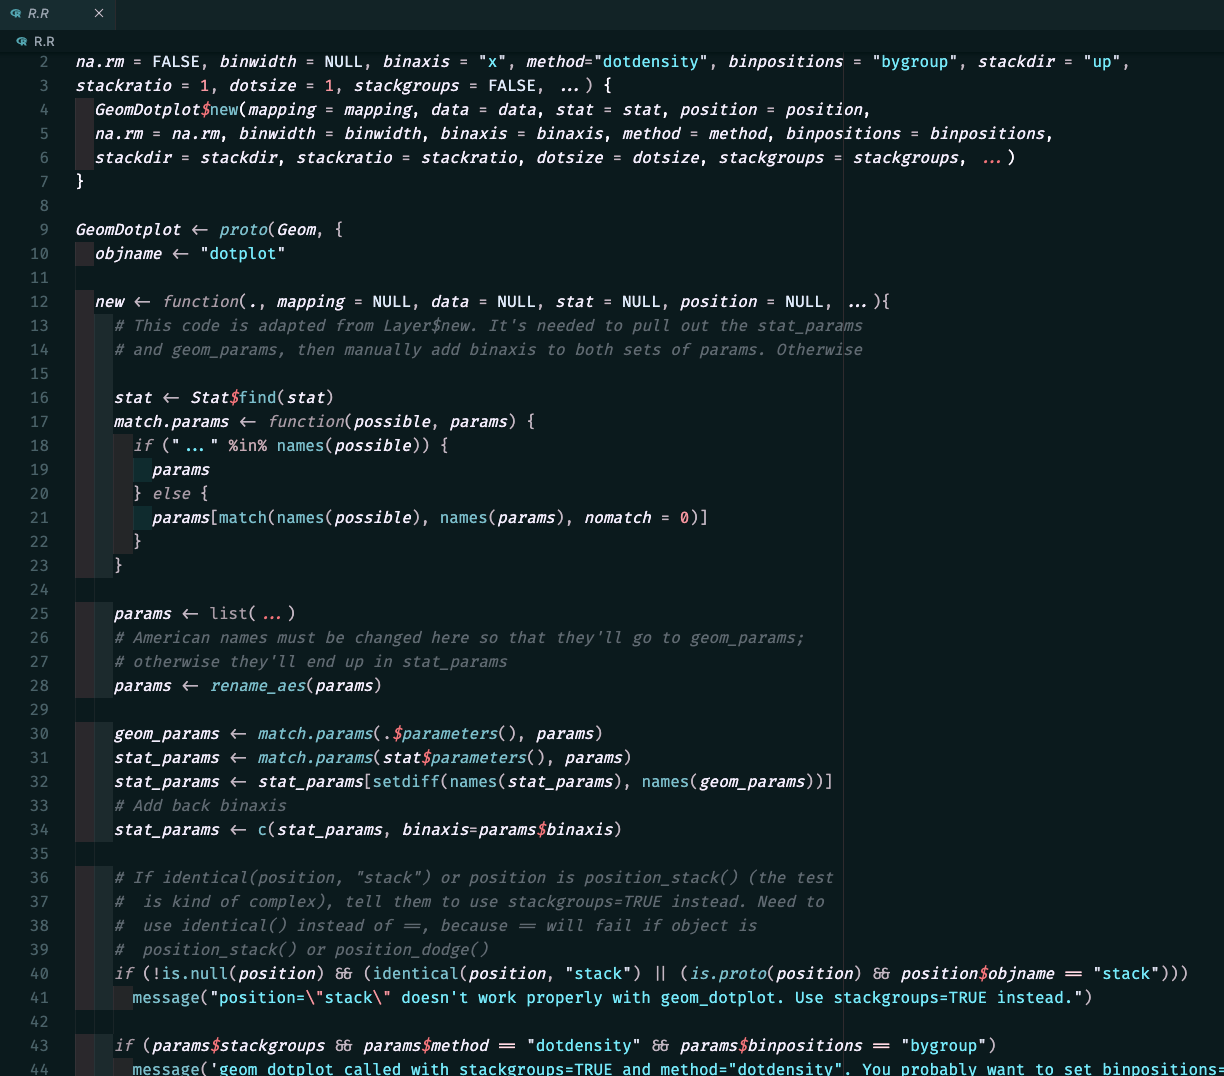 R.R
R.R
2 na.rm = FALSE, binwidth = NULL, binaxis = "x", method="dotdensity", binpositions = "bygroup", stackdir = "up",
3 stackratio = 1, dotsize = 1, stackgroups = FALSE, ...) {
4 GeomDotplot$new(mapping = mapping, data = data, stat = stat, position = position,
5 na.rm = na.rm, binwidth = binwidth, binaxis = binaxis, method = method, binpositions = binpositions,
6 stackdir = stackdir, stackratio = stackratio, dotsize = dotsize, stackgroups = stackgroups, ...)
7 }
8
9 GeomDotplot <- proto(Geom, {
10 objname <- "dotplot"
11
12 new <- function(., mapping = NULL, data = NULL, stat = NULL, position = NULL, ...){
13 # This code is adapted from Layer$new. It's needed to pull out the stat_params
14 # and geom_params, then manually add binaxis to both sets of params. Otherwise
15
16 stat <- Stat$find(stat)
17 match.params <- function(possible, params) {
18 if ("..." %in% names(possible)) {
19 params
20 } else {
21 params[match(names(possible), names(params), nomatch = 0)]
22 }
23 }
24
25 params <- list(...)
26 # American names must be changed here so that they'll go to geom_params;
27 # otherwise they'll end up in stat_params
28 params <- rename_aes(params)
29
30 geom_params <- match.params(.$parameters(), params)
31 stat_params <- match.params(stat$parameters(), params)
32 stat_params <- stat_params[setdiff(names(stat_params), names(geom_params))]
33 # Add back binaxis
34 stat_params <- c(stat_params, binaxis=params$binaxis)
35
36 # If identical(position, "stack") or position is position_stack() (the test
37 #  is kind of complex), tell them to use stackgroups=TRUE instead. Need to
38 #  use identical() instead of ==, because == will fail if object is
39 #  position_stack() or position_dodge()
40 if (!is.null(position) && (identical(position, "stack") || (is.proto(position) && position$objname == "stack")))
41 message("position=\"stack\" doesn't work properly with geom_dotplot. Use stackgroups=TRUE instead.")
42
43 if (params$stackgroups && params$method == "dotdensity" && params$binpositions == "bygroup")
44 message('geom_dotplot called with stackgroups=TRUE and method="dotdensity". You probably want to set binpositions=